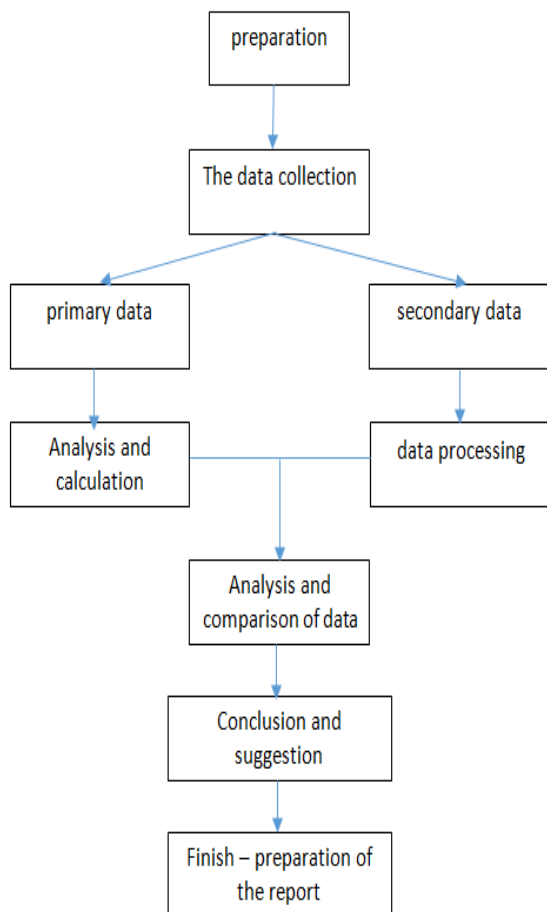 preparation
The data collection
primary data
secondary data
Analysis and
calculation
data processing
Analysis and
comparison of data
Conclusion and
suggestion
Finish – preparation of
the report